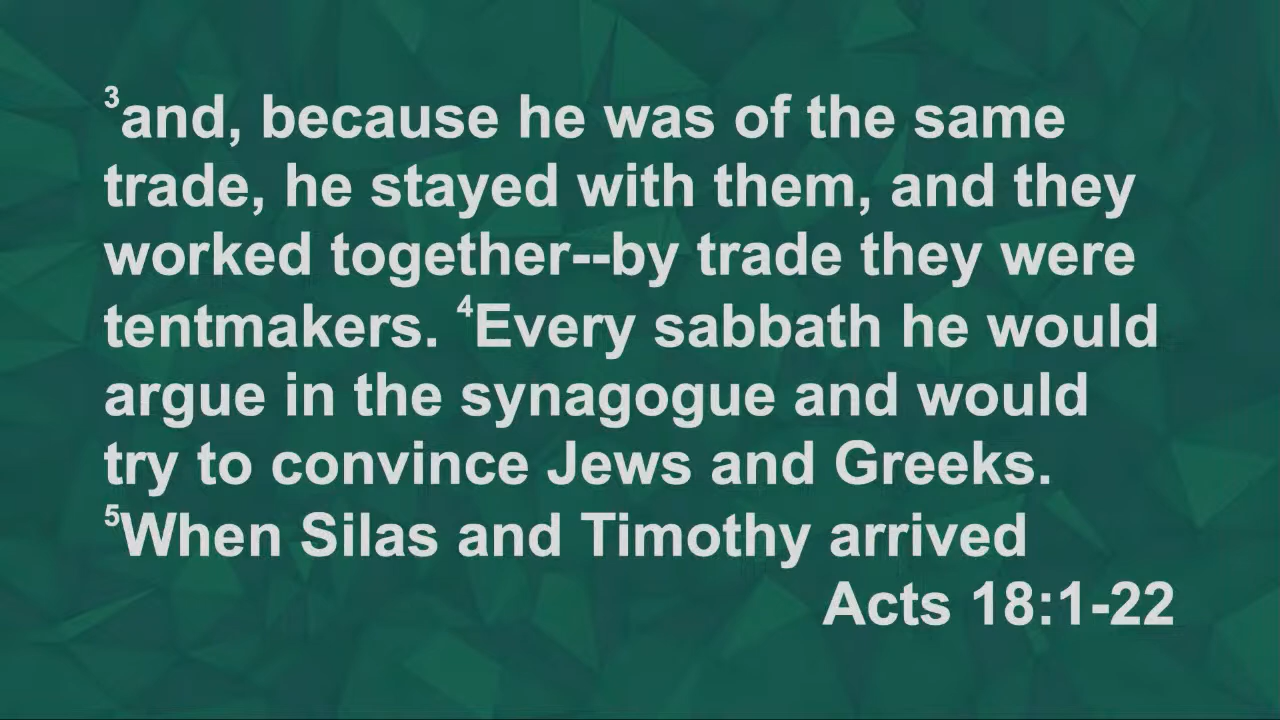 ³and, because he was of the same
trade, he stayed with them, and they
worked together--by trade they were
tentmakers. ⁴Every sabbath he would
argue in the synagogue and would
try to convince Jews and Greeks.
⁵When Silas and Timothy arrived
Acts 18:1-22